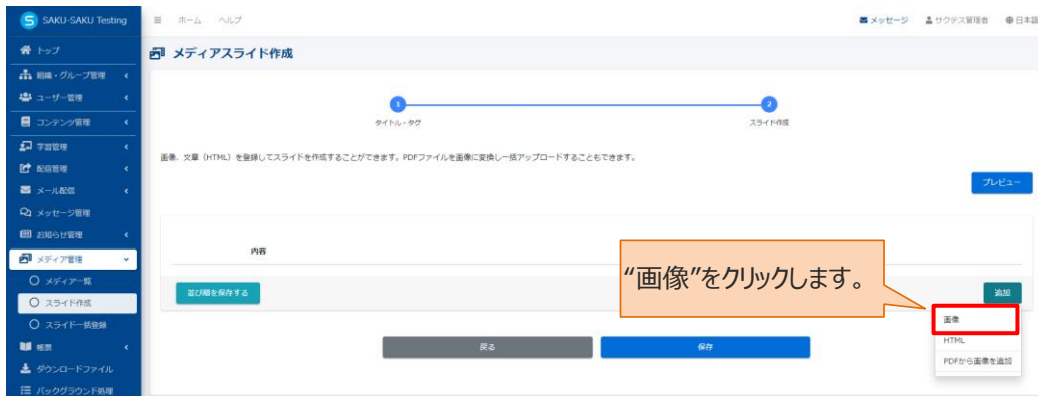 SAKU-SAKU Testing
ホーム ヘルプ
メッセージ サクテス管理者 日本語
トップ
メディアスライド作成
組織・グループ管理
ユーザー管理
コンテンツ管理
学習管理
配信管理
メール配信
メッセージ管理
お知らせ管理
メディア管理
メディア一覧
スライド作成
スライド一括登録
帳票
ダウンロードファイル
バックグラウンド処理
1 2
タイトル・タグ スライド作成
画像、文章（HTML）を登録してスライドを作成することができます。PDFファイルを画像に変換し一括アップロードすることもできます。
プレビュー
内容
並び順を保存する
追加
“画像”をクリックします。
画像
HTML
PDFから画像を追加
戻る 保存